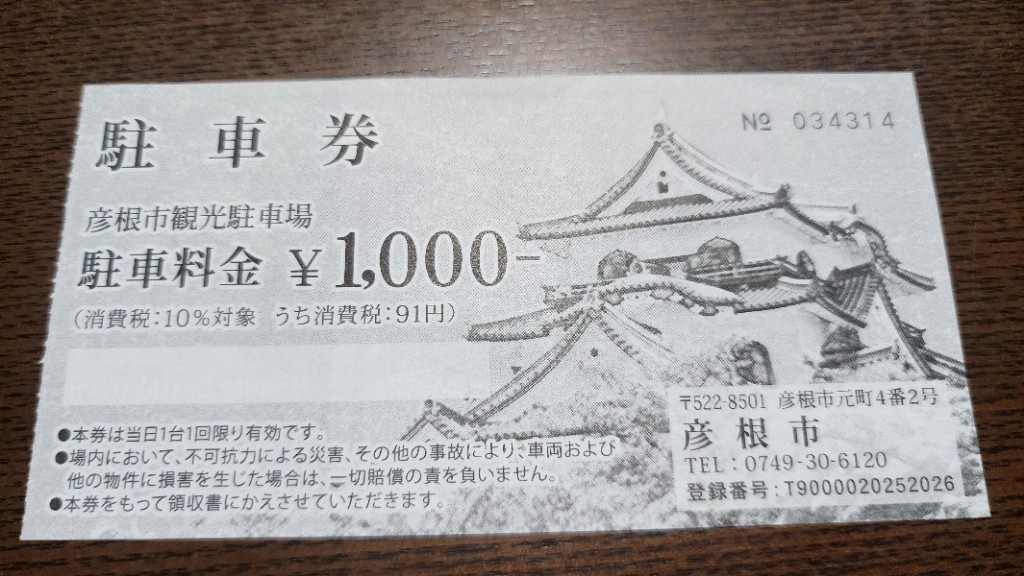 駐車券
№ 034314
彦根市観光駐車場
駐車料金 ¥1,000−
(消費税:10%対象 うち消費税:91円)
●本券は当日1台1回限り有効です。
●場内において、不可抗力による災害、その他の事故により、車両および
他の物件に損害を生じた場合は、一切賠償の責を負いません。
●本券をもって領収書にかえさせていただきます。
〒522-8501 彦根市元町4番2号
彦根市
TEL:0749-30-6120
登録番号:T9000020252026